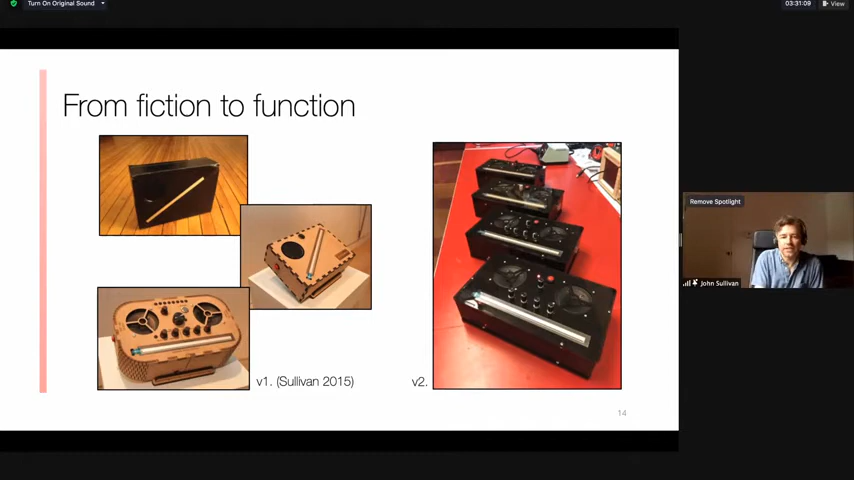 Turn On Original Sound
03:31:09
View
From fiction to function
Remove Spotlight
John Sullivan
v1. (Sullivan 2015)
v2.
14